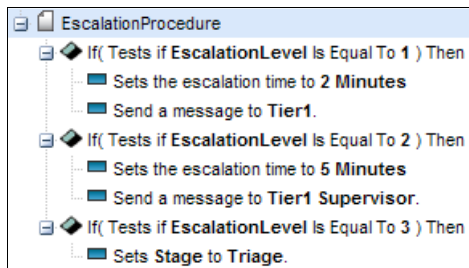 EscalationProcedure
If( Tests if EscalationLevel Is Equal To 1 ) Then
Sets the escalation time to 2 Minutes
Send a message to Tier1.
If( Tests if EscalationLevel Is Equal To 2 ) Then
Sets the escalation time to 5 Minutes
Send a message to Tier1 Supervisor.
If( Tests if EscalationLevel Is Equal To 3 ) Then
Sets Stage to Triage.